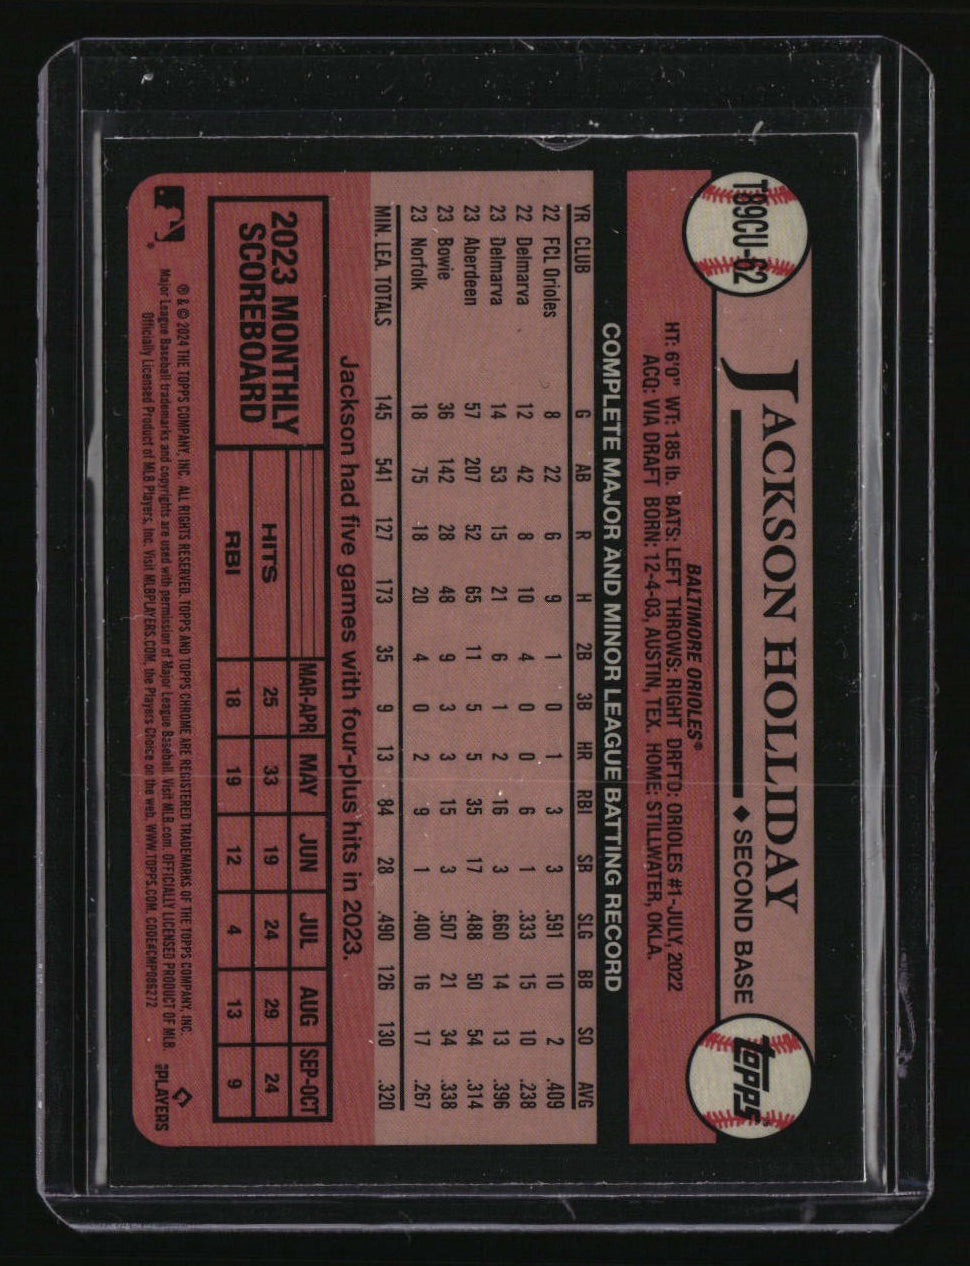 T89CU-62
JACKSON HOLLIDAY
◆ SECOND BASE
topps
BALTIMORE ORIOLES®
HT: 6'0" WT: 185 lb. BATS: LEFT THROWS: RIGHT DRFTD: ORIOLES #1-JULY, 2022
ACQ: VIA DRAFT BORN: 12-4-03, AUSTIN, TEX. HOME: STILLWATER, OKLA.
COMPLETE MAJOR AND MINOR LEAGUE BATTING RECORD
YR CLUB G AB R H 2B 3B HR RBI SB SLG BB SO AVG
22 FCL Orioles 8 22 6 9 1 0 1 3 3 .591 10 2 .409
22 Delmarva 12 42 8 10 4 0 0 6 1 .333 15 10 .238
23 Delmarva 14 53 15 21 6 1 2 16 3 .660 14 13 .396
23 Aberdeen 57 207 52 65 11 5 5 35 17 .488 50 54 .314
23 Bowie 36 142 28 48 9 3 3 15 3 .507 21 34 .338
23 Norfolk 18 75 18 20 4 0 2 9 1 .400 16 17 .267
MIN. LEA. TOTALS 145 541 127 173 35 9 13 84 28 .490 126 130 .320
Jackson had five games with four-plus hits in 2023.
2023 MONTHLY
SCOREBOARD
MAR-APR MAY JUN JUL AUG SEP-OCT
HITS 25 33 19 24 29 24
RBI 18 19 12 4 13 9
® & © 2024 THE TOPPS COMPANY, INC. ALL RIGHTS RESERVED. TOPPS AND TOPPS CHROME ARE REGISTERED TRADEMARKS OF THE TOPPS COMPANY, INC.
Major League Baseball trademarks and copyrights are used with permission of Major League Baseball. Visit MLB.com. OFFICIALLY LICENSED PRODUCT OF MLB
Officially Licensed Product of MLB Players, Inc. Visit MLBPLAYERS.COM, the Players Choice on the web. WWW.TOPPS.COM. CODE#CMP086272
PLAYERS